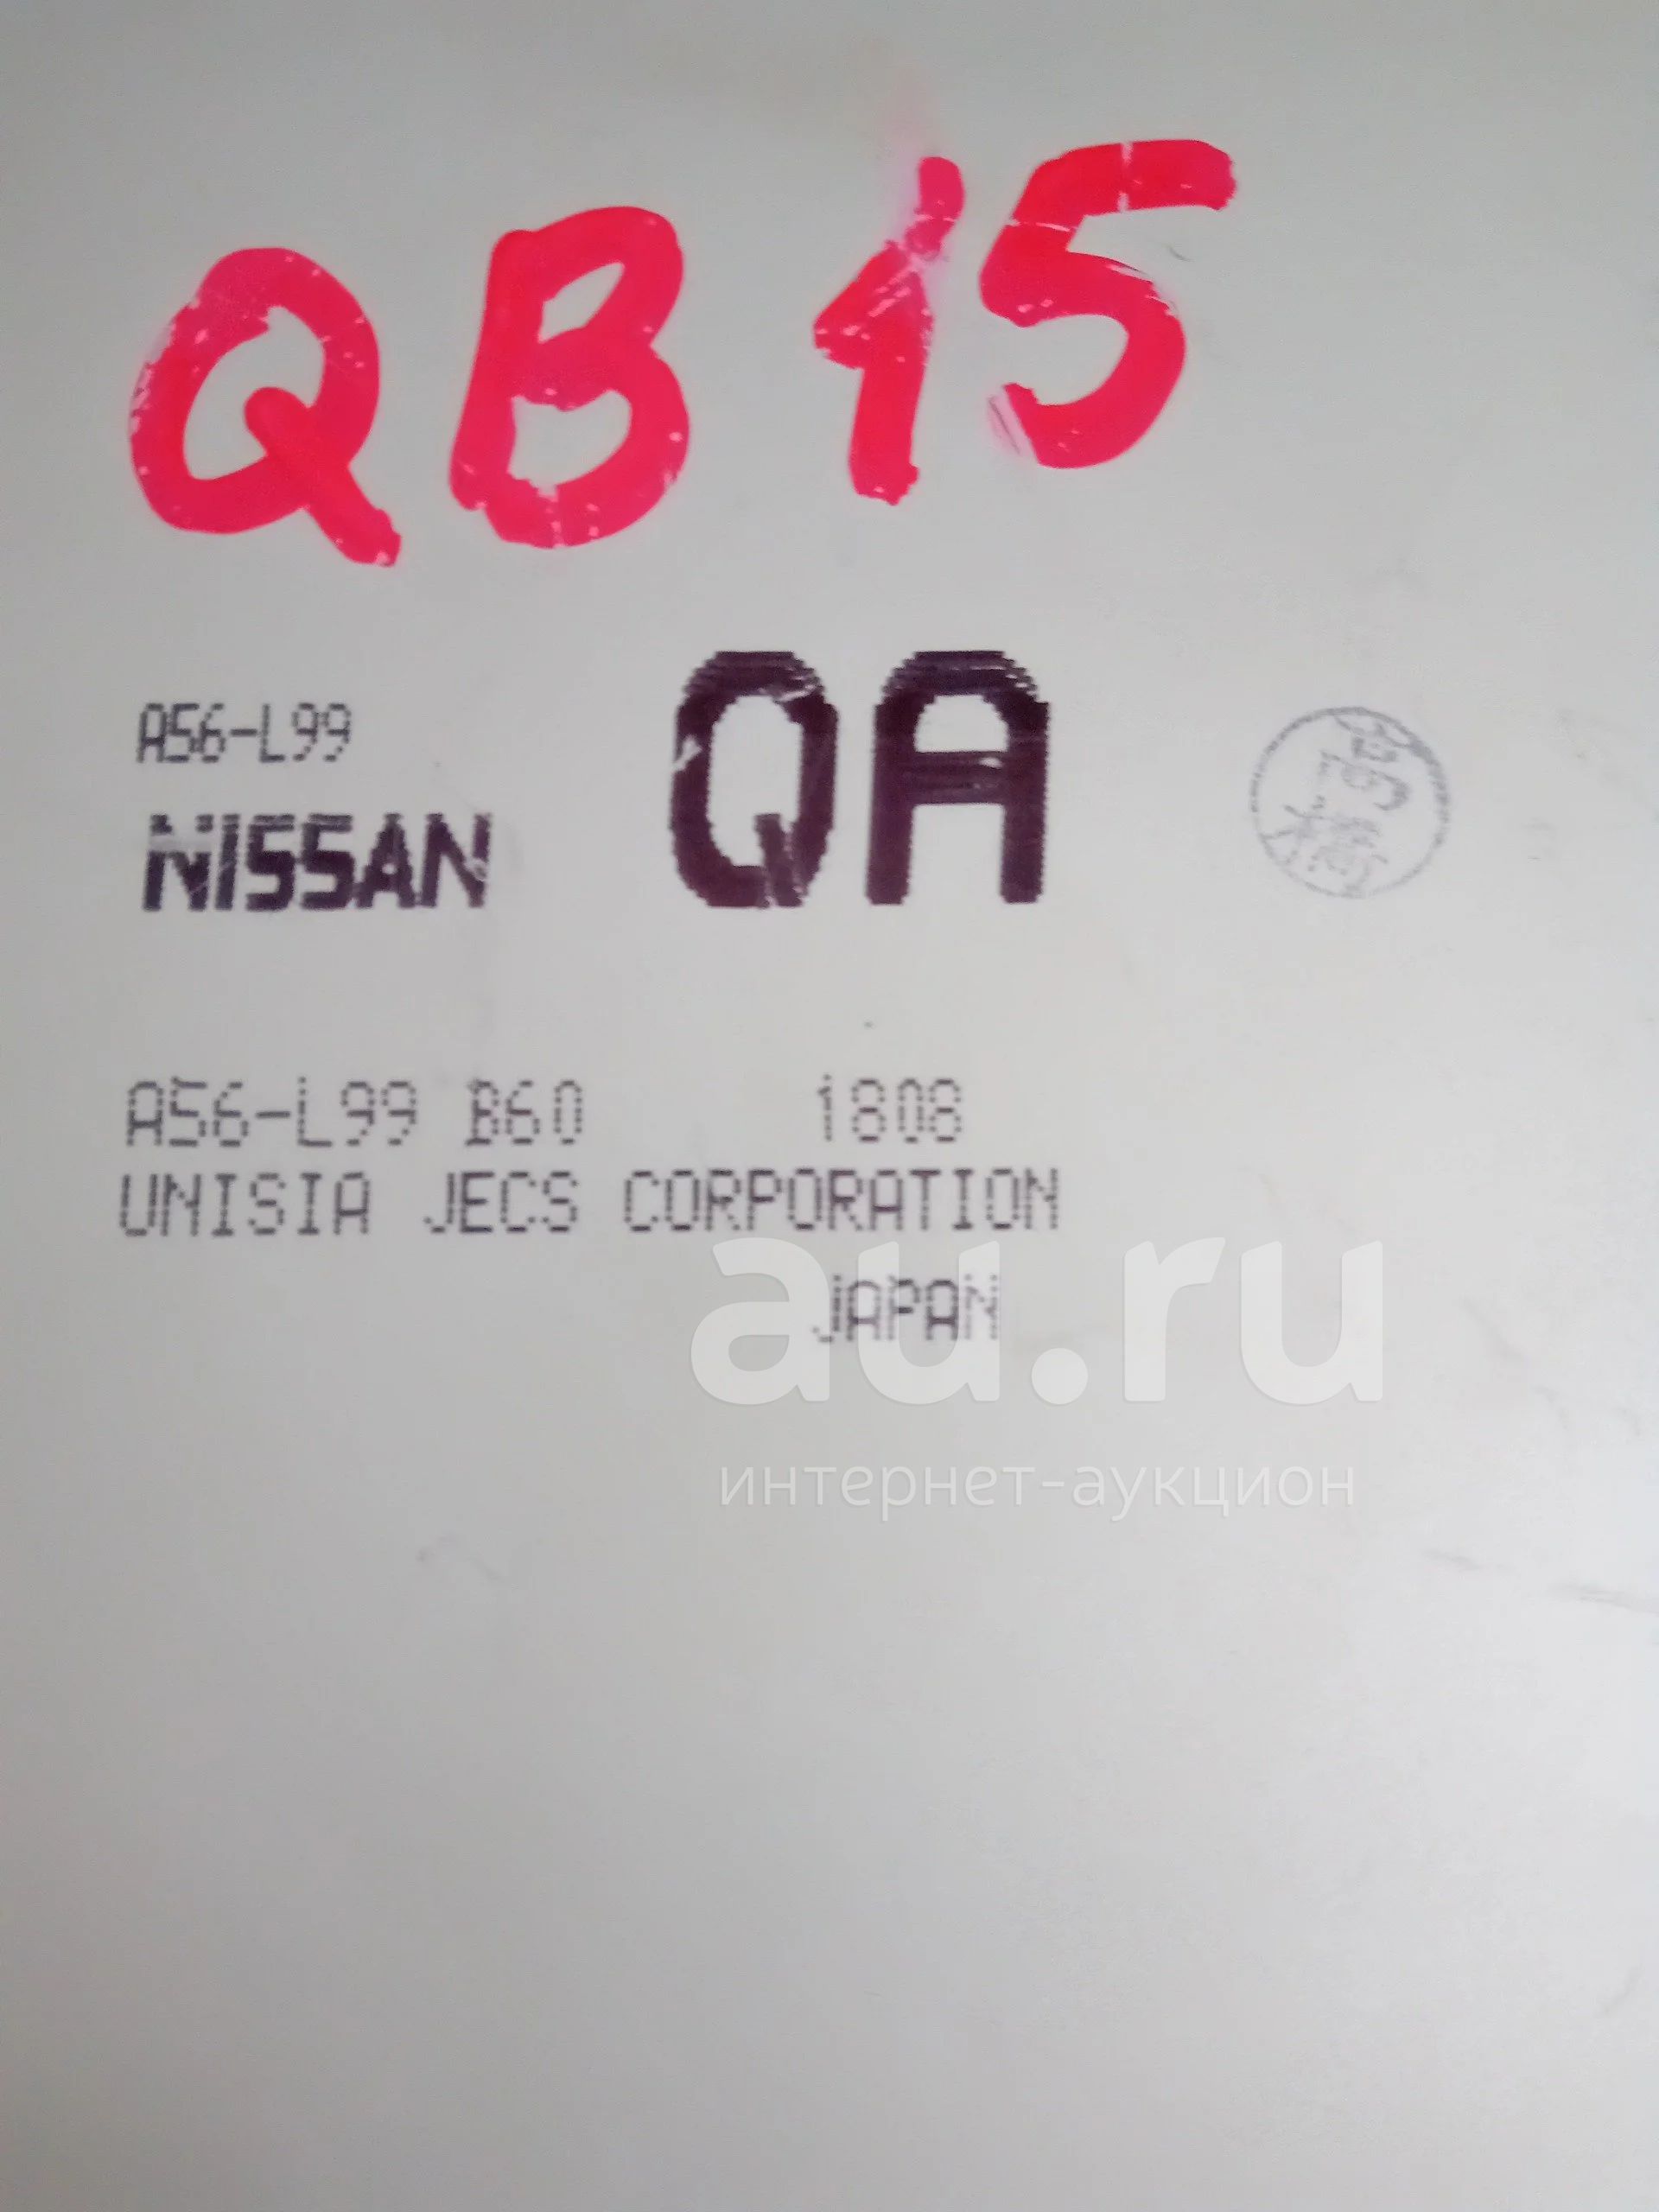 QB15
A56-L99
NISSAN QA
A56-L99 B60 1808
UNISIA JECS CORPORATION
JAPAN
au.ru
интернет-аукцион